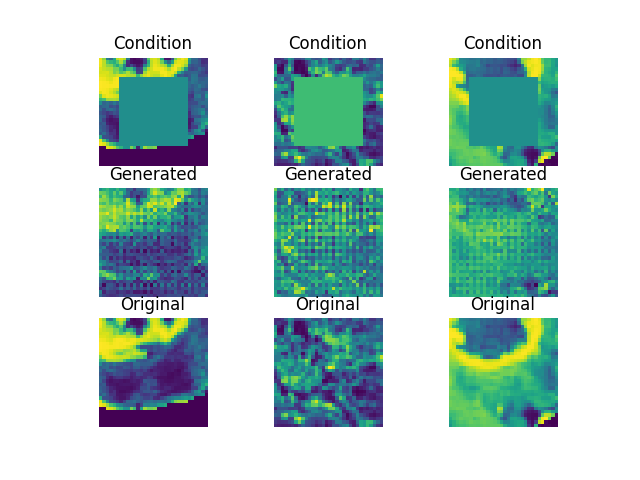 Condition Condition Condition
Generated Generated Generated
Original Original Original